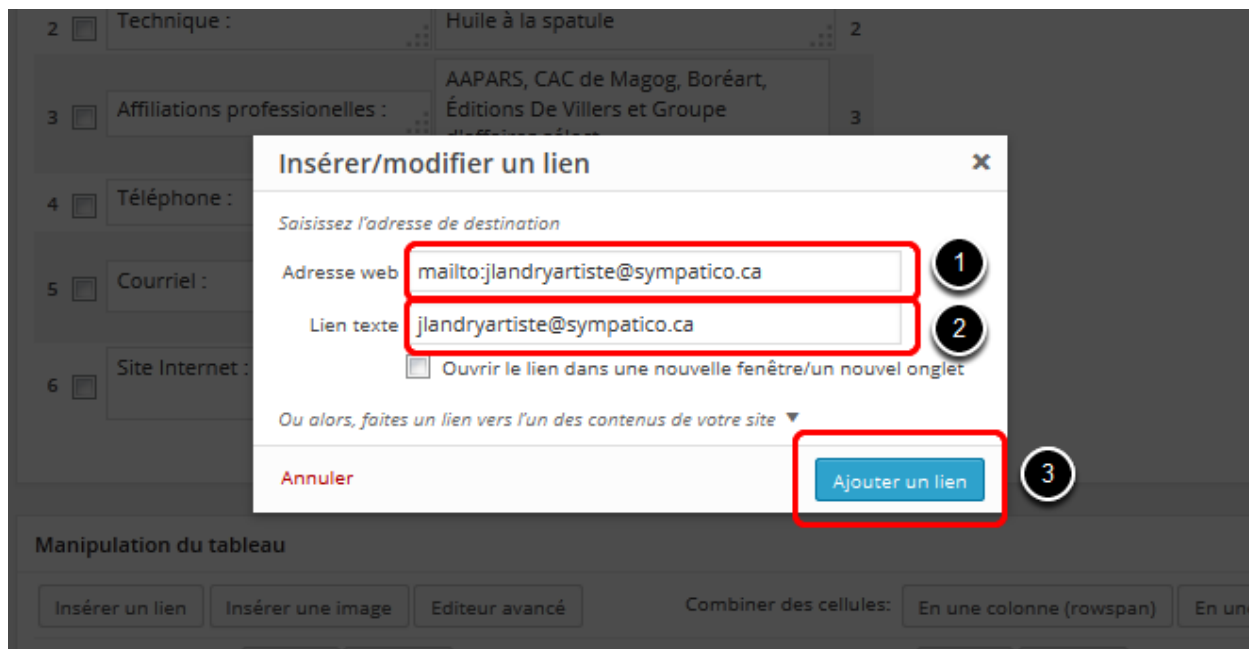 2 Technique : Huile à la spatule 2
AAPARS, CAC de Magog, Boréart,
3 Affiliations professionelles : Éditions De Villers et Groupe 3
d'affaires sélect
Insérer/modifier un lien ×
4 Téléphone :
Saisissez l'adresse de destination
Adresse web mailto:jlandryartiste@sympatico.ca 1
5 Courriel :
Lien texte jlandryartiste@sympatico.ca 2
6 Site Internet :
Ouvrir le lien dans une nouvelle fenêtre/un nouvel onglet
Ou alors, faites un lien vers l'un des contenus de votre site ▼
Annuler Ajouter un lien 3
Manipulation du tableau
Insérer un lien Insérer une image Editeur avancé Combiner des cellules: En une colonne (rowspan) En un